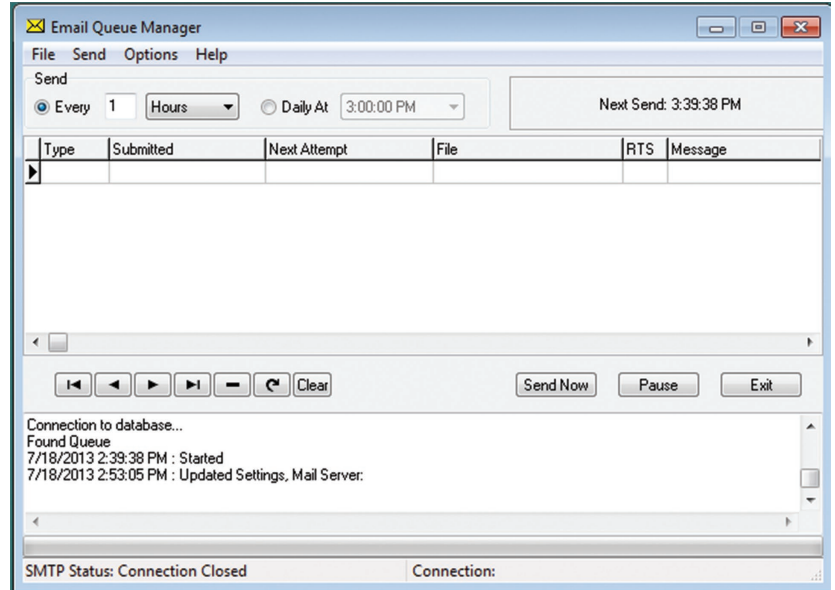 Email Queue Manager
File Send Options Help
Send
Every 1 Hours Daily At 3:00:00 PM
Next Send: 3:39:38 PM
Type Submitted Next Attempt File RTS Message
Clear Send Now Pause Exit
Connection to database...
Found Queue
7/18/2013 2:39:38 PM : Started
7/18/2013 2:53:05 PM : Updated Settings, Mail Server:
SMTP Status: Connection Closed Connection: